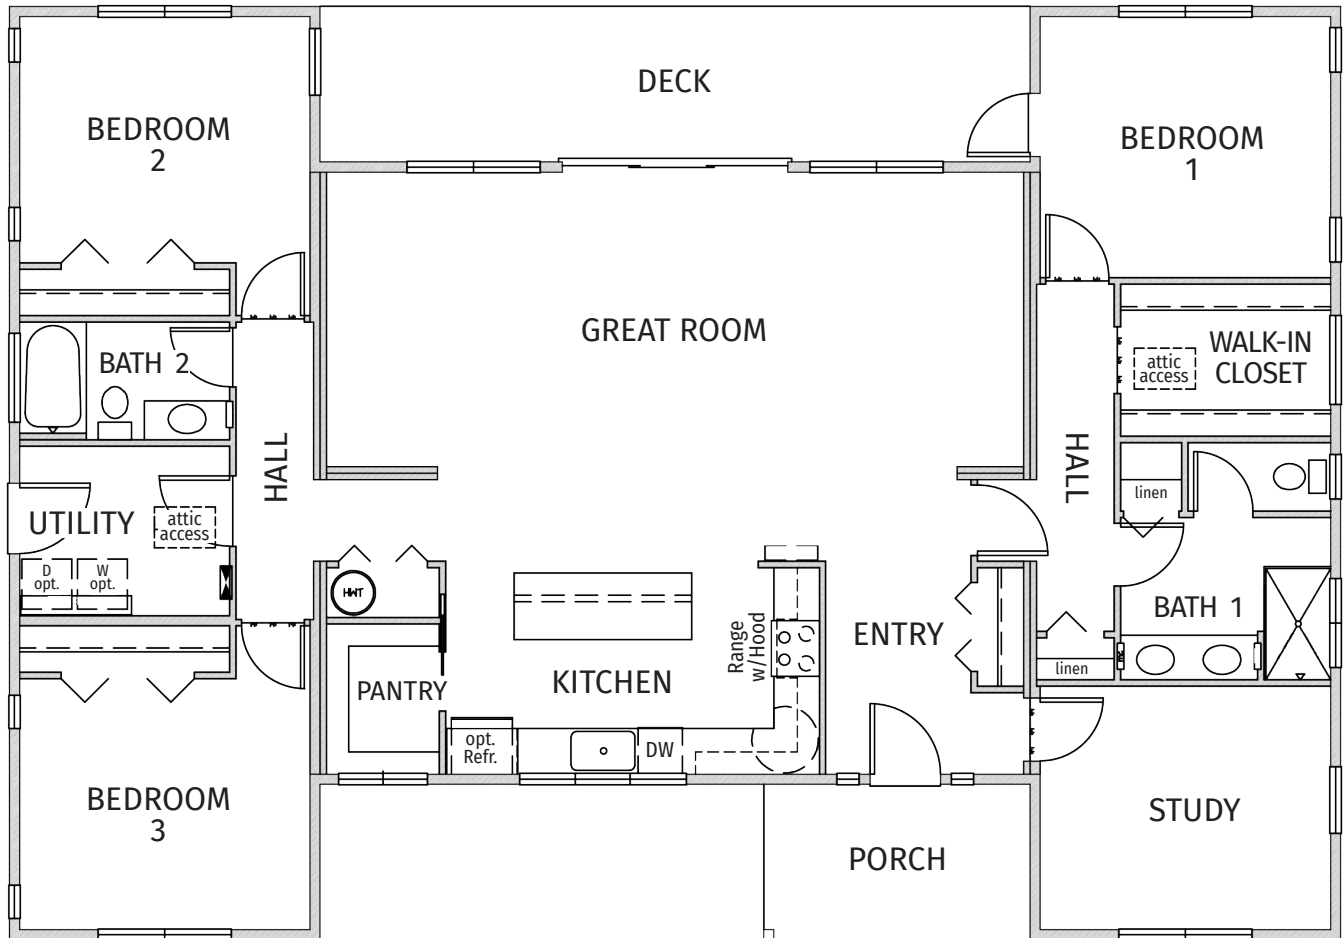 DECK
BEDROOM
2
BEDROOM
1
GREAT ROOM
BATH 2
WALK-IN
CLOSET
attic
access
HALL
HALL
linen
UTILITY
attic
access
D
opt.
W
opt.
HWT
BATH 1
ENTRY
Range
w/Hood
KITCHEN
PANTRY
linen
opt.
Refr.
DW
BEDROOM
3
STUDY
PORCH